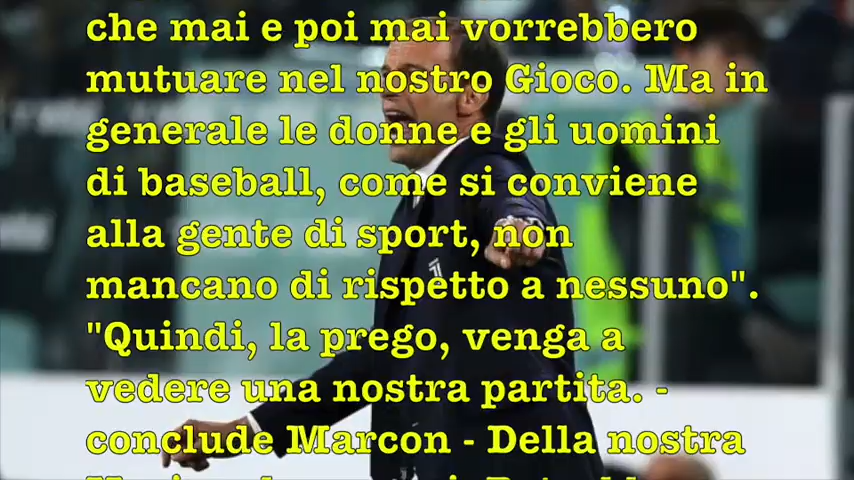 che mai e poi mai vorrebbero
mutuare nel nostro Gioco. Ma in
generale le donne e gli uomini
di baseball, come si conviene
alla gente di sport, non
mancano di rispetto a nessuno".
"Quindi, la prego, venga a
vedere una nostra partita. -
conclude Marcon - Della nostra